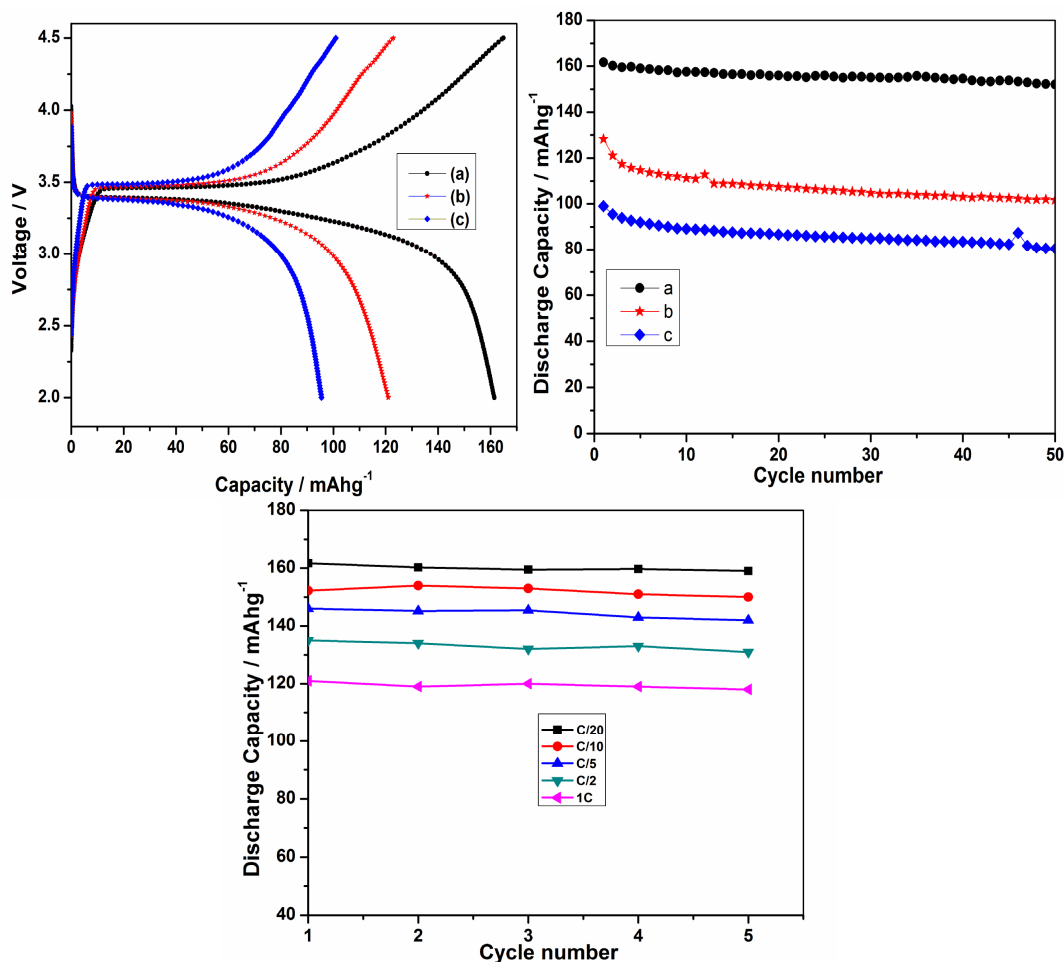 4.5
4.0
3.5
3.0
2.5
2.0
Voltage / V
0 20 40 60 80 100 120 140 160
Capacity / mAhg⁻¹
(a)
(b)
(c)
180
160
140
120
100
80
60
40
20
0
Discharge Capacity / mAhg⁻¹
0 10 20 30 40 50
Cycle number
a
b
c
180
160
140
120
100
80
60
40
Discharge Capacity / mAhg⁻¹
1 2 3 4 5
Cycle number
C/20
C/10
C/5
C/2
1C